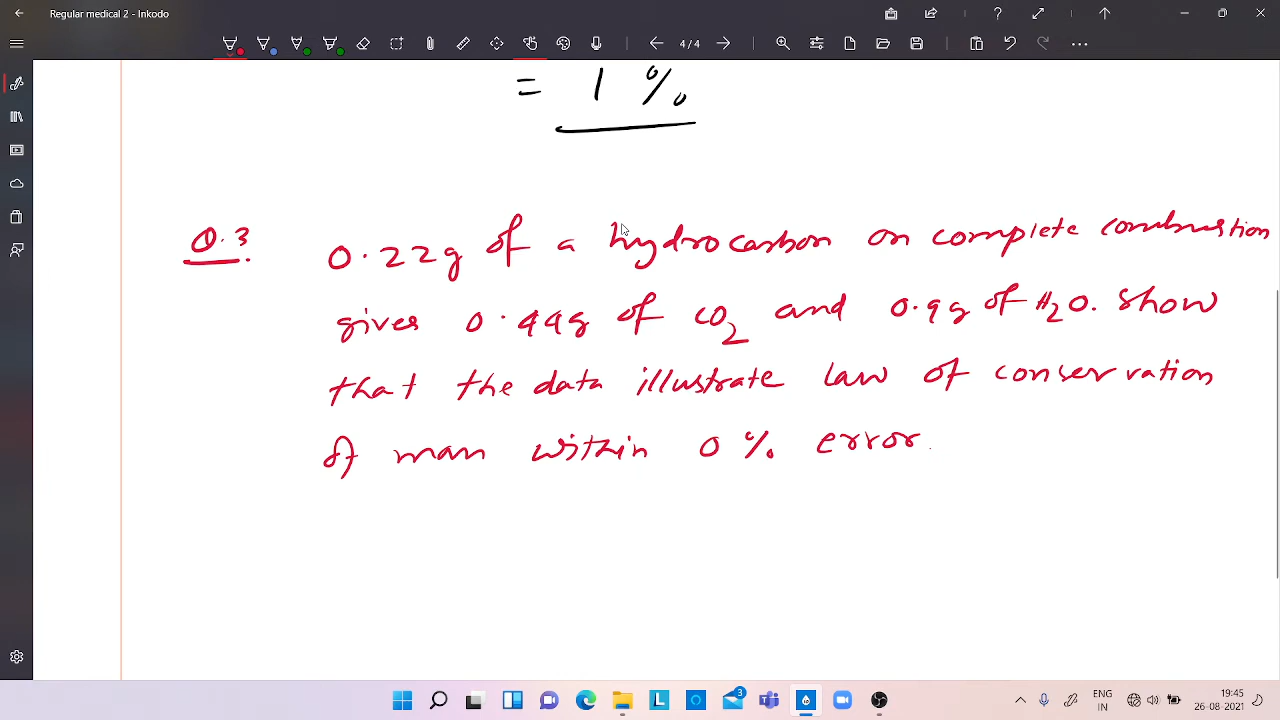 Regular medical 2 - Inkodo
4/4
= 1 %
Q.3 0.22g of a hydrocarbon on complete combustion
gives 0.44g of CO2 and 0.9g of H2O. Show
that the data illustrate law of conservation
of mass within 0 % error.
3
ENG
IN
19:45
26-08-2021